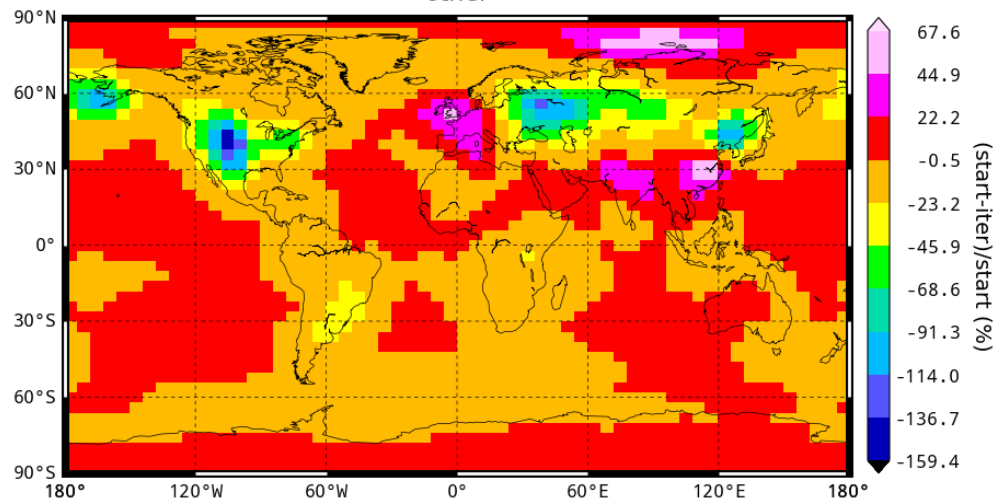 90°N
60°N
30°N
0°
30°S
60°S
90°S
180°
120°W
60°W
0°
60°E
120°E
180°
67.6
44.9
22.2
-0.5
-23.2
-45.9
-68.6
-91.3
-114.0
-136.7
-159.4
(start-iter)/start (%)